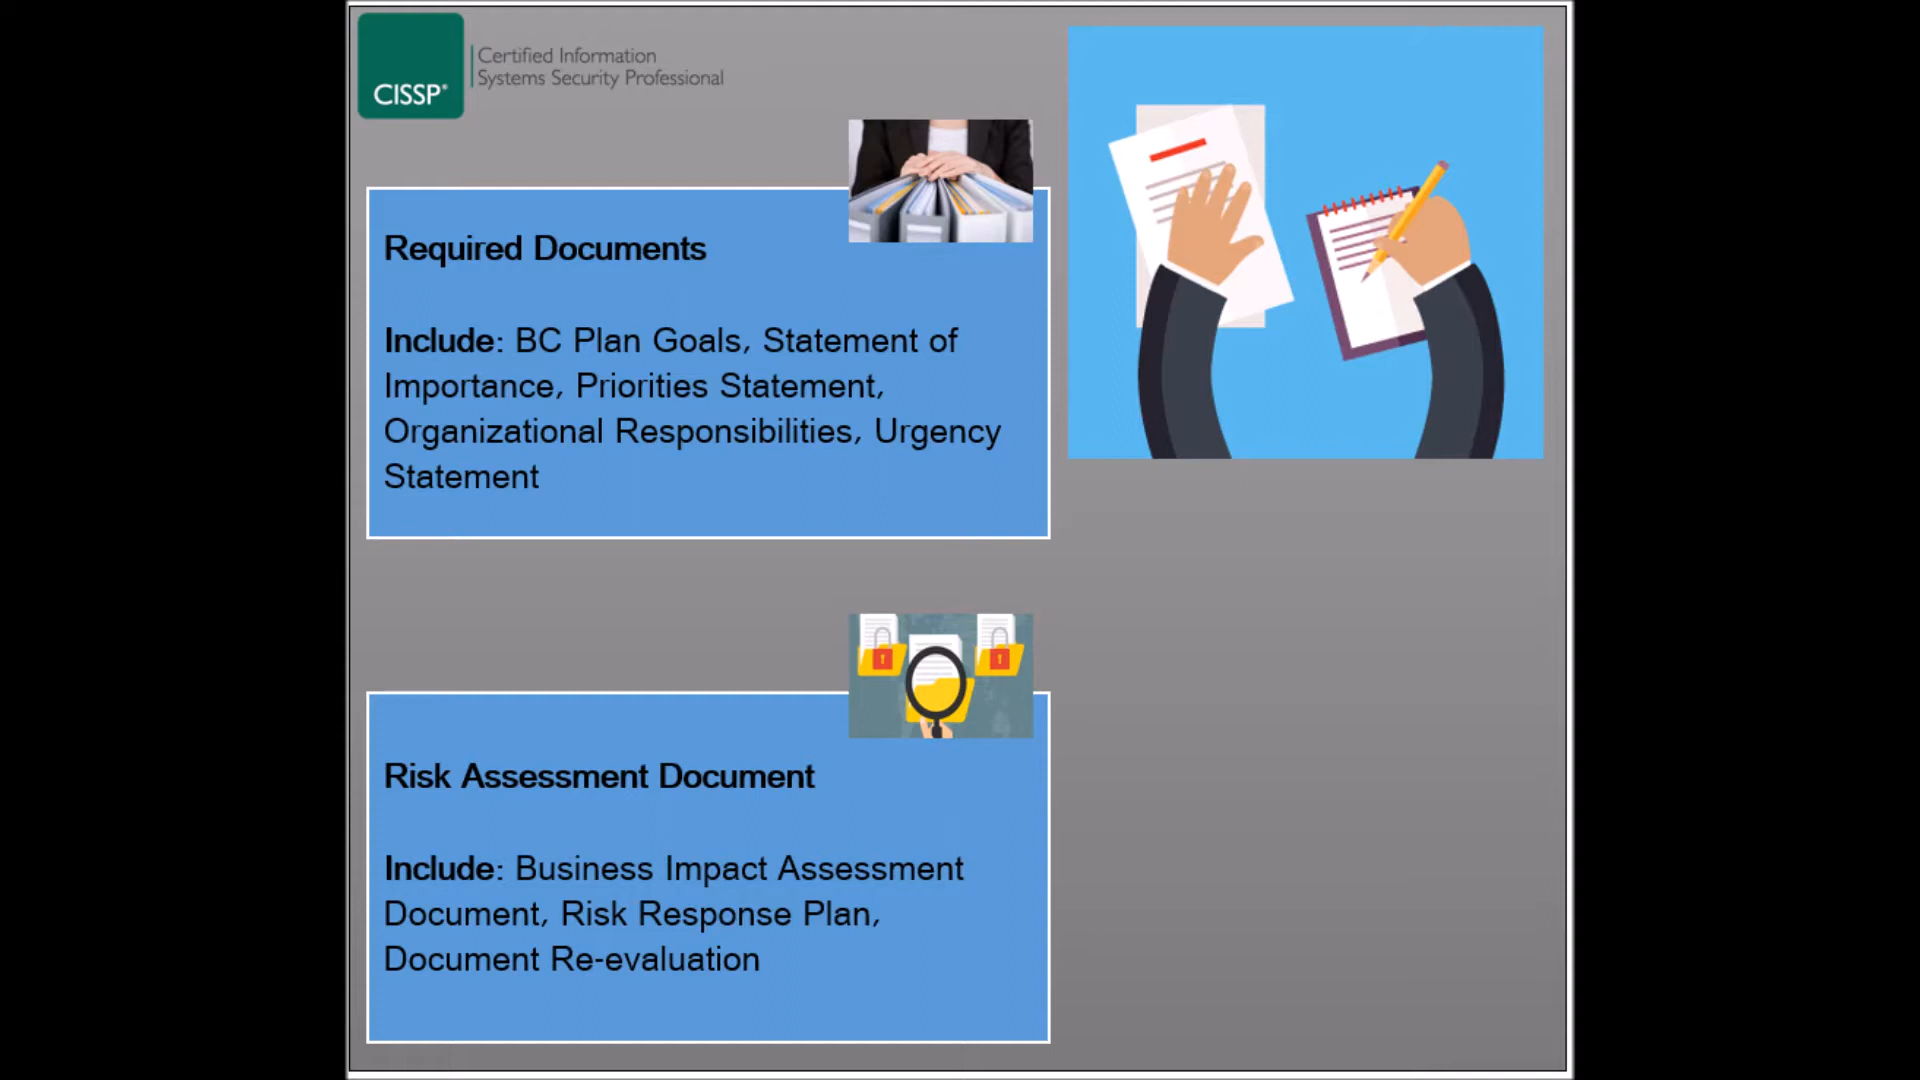 CISSP®
Certified Information
Systems Security Professional
Required Documents
Include: BC Plan Goals, Statement of
Importance, Priorities Statement,
Organizational Responsibilities, Urgency
Statement
Risk Assessment Document
Include: Business Impact Assessment
Document, Risk Response Plan,
Document Re-evaluation